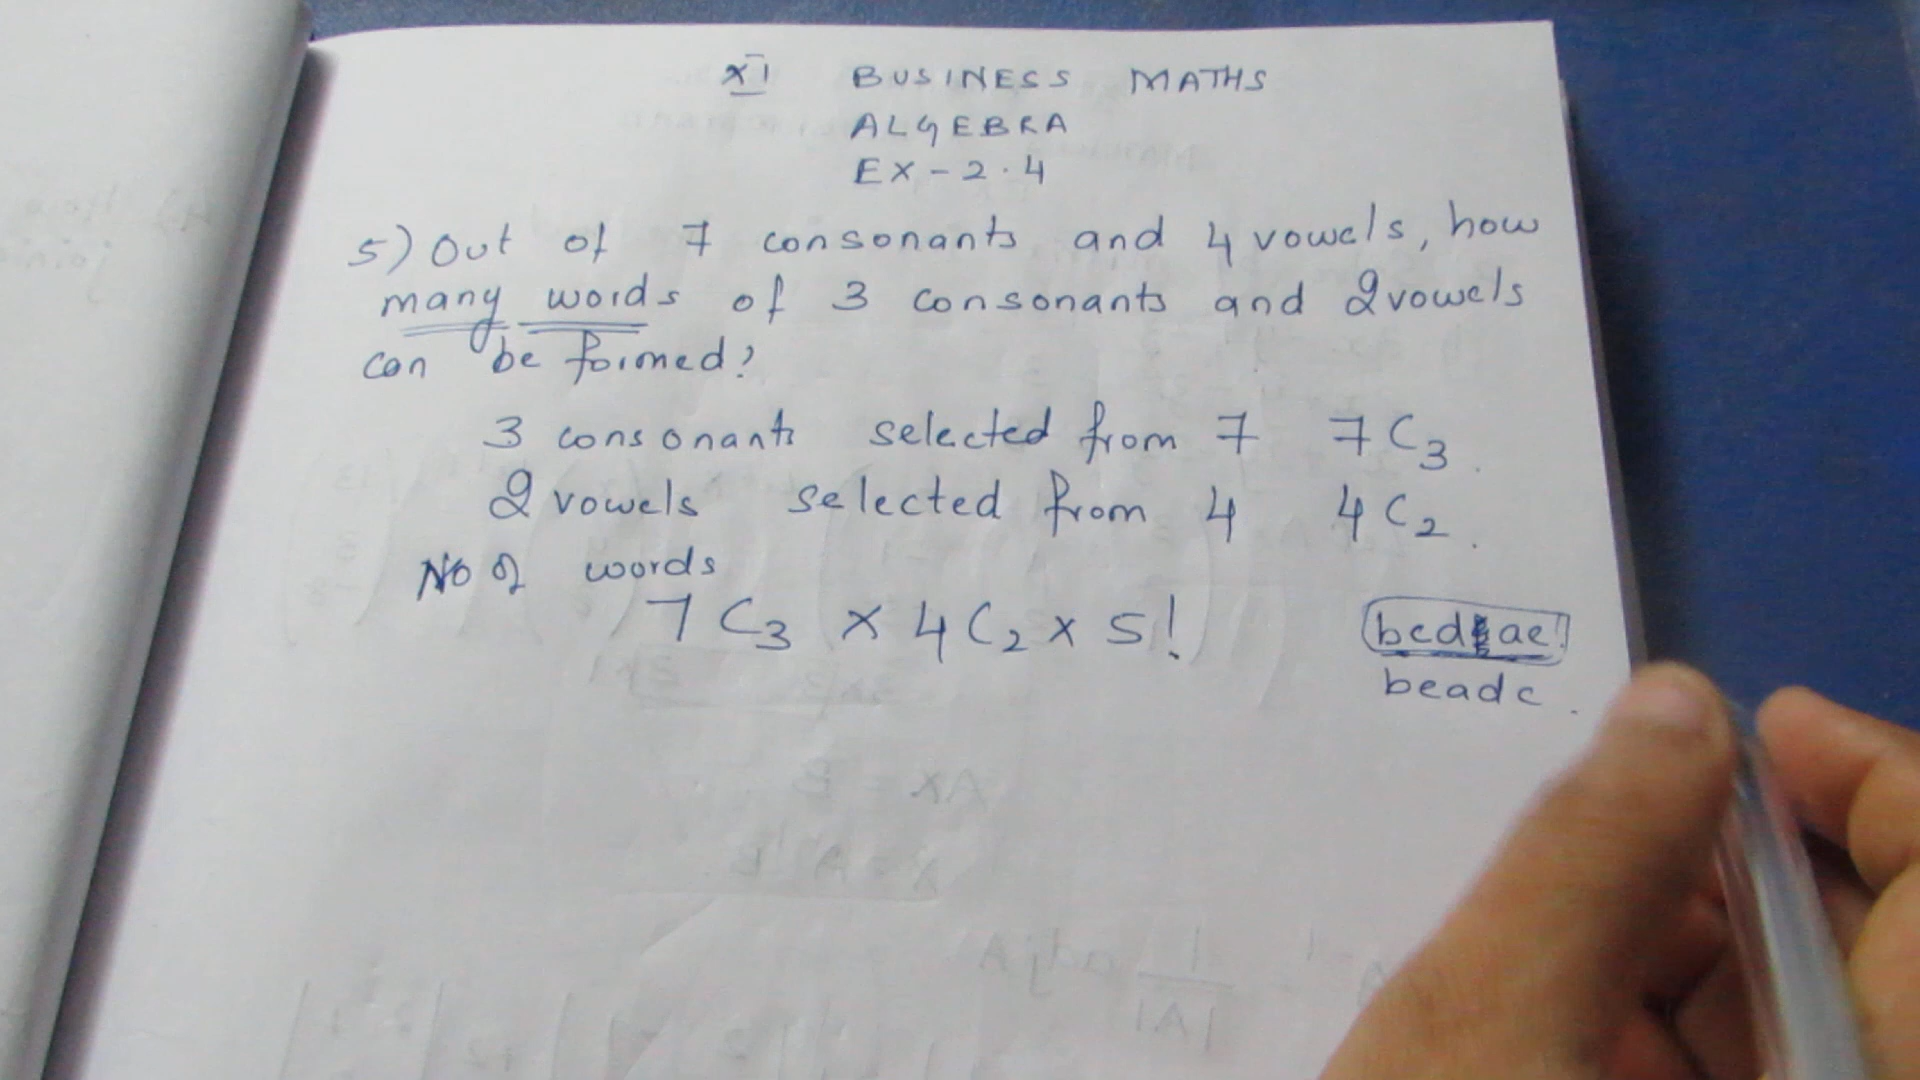 XI BUSINESS MATHS
ALGEBRA
EX - 2.4
5) Out of 7 consonants and 4 vowels, how
many words of 3 consonants and 2 vowels
can be formed?
3 consonants selected from 7 7C3.
2 vowels selected from 4 4C2.
No of words
7C3 x 4C2 x 5!
bcd ae
beadc.